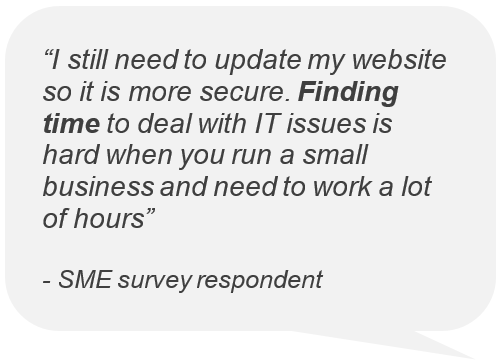 “I still need to update my website
so it is more secure. Finding
time to deal with IT issues is
hard when you run a small
business and need to work a lot
of hours”
- SME survey respondent